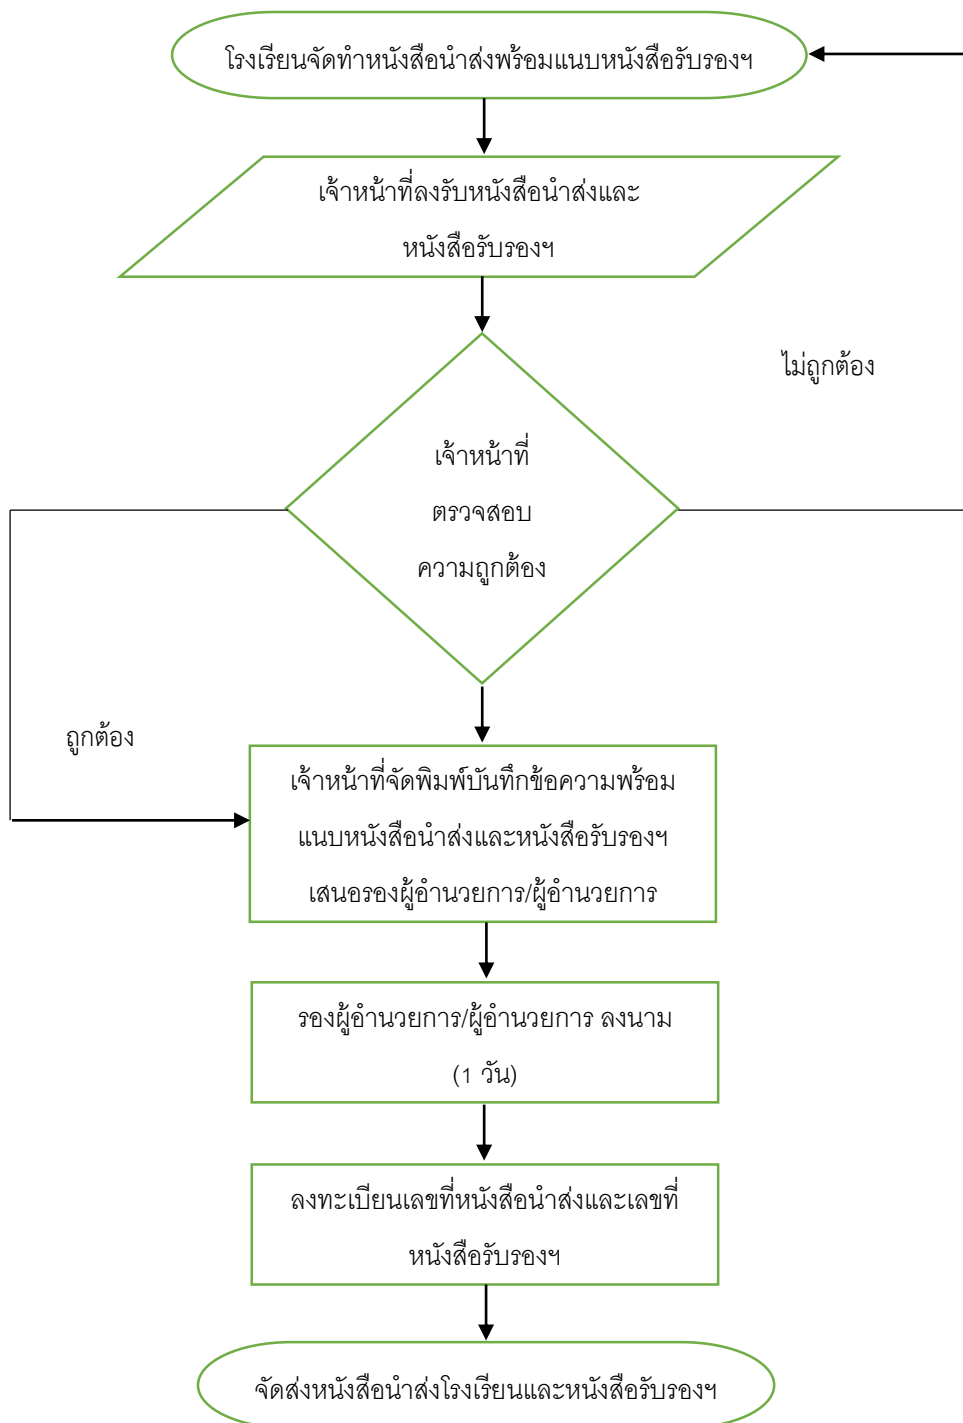 โรงเรียนจัดทำหนังสือนำส่งพร้อมแนบหนังสือรับรองฯ
เจ้าหน้าที่ลงรับหนังสือนำส่งและ
หนังสือรับรองฯ
ไม่ถูกต้อง
เจ้าหน้าที่
ตรวจสอบ
ความถูกต้อง
ถูกต้อง
เจ้าหน้าที่จัดพิมพ์บันทึกข้อความพร้อม
แนบหนังสือนำส่งและหนังสือรับรองฯ
เสนอรองผู้อำนวยการ/ผู้อำนวยการ
รองผู้อำนวยการ/ผู้อำนวยการ ลงนาม
(1 วัน)
ลงทะเบียนเลขที่หนังสือนำส่งและเลขที่
หนังสือรับรองฯ
จัดส่งหนังสือนำส่งโรงเรียนและหนังสือรับรองฯ